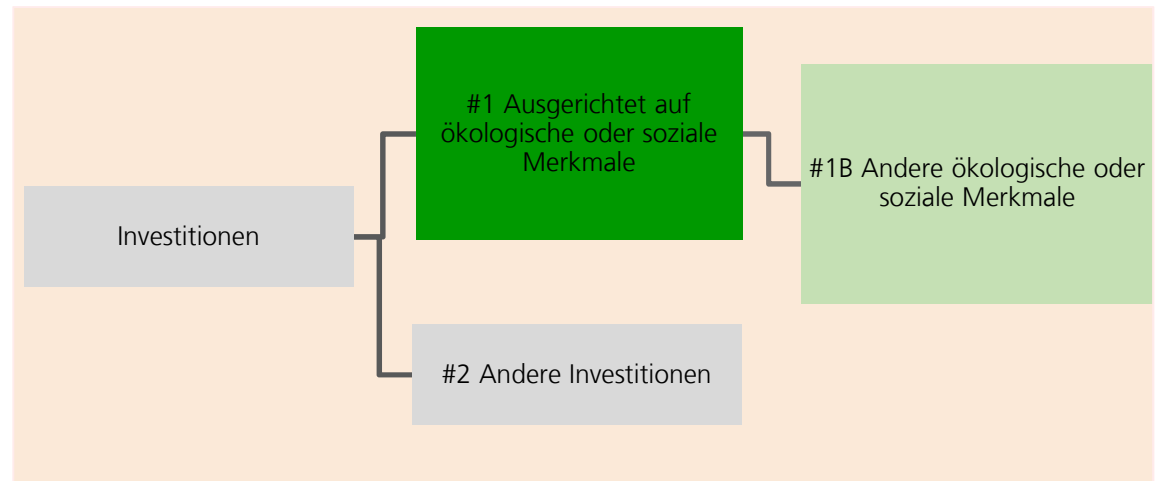 #1 Ausgerichtet auf
ökologische oder soziale
Merkmale
#1B Andere ökologische oder
soziale Merkmale
Investitionen
#2 Andere Investitionen